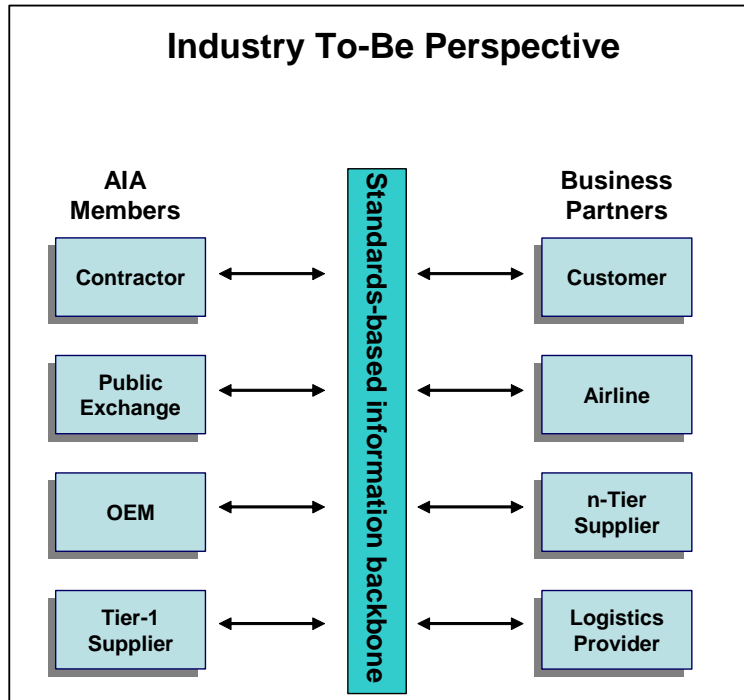 Industry To-Be Perspective
AIA
Members
Business
Partners
Standards-based information backbone
Contractor
Customer
Public
Exchange
Airline
OEM
n-Tier
Supplier
Tier-1
Supplier
Logistics
Provider